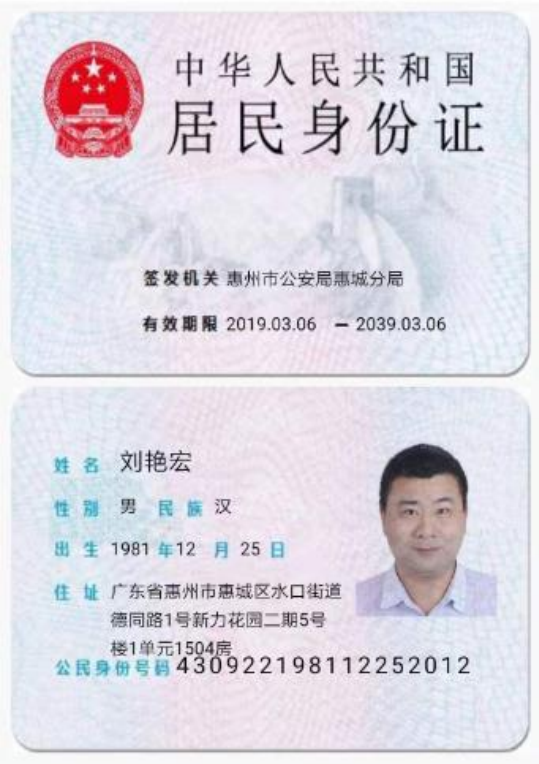 中华人民共和国
居民身份证
签发机关 惠州市公安局惠城分局
有效期限 2019.03.06 － 2039.03.06
姓名 刘艳宏
性别 男 民族 汉
出生 1981 年 12 月 25 日
住址 广东省惠州市惠城区水口街道
德同路1号新力花园二期5号
楼1单元1504房
公民身份号码 430922198112252012